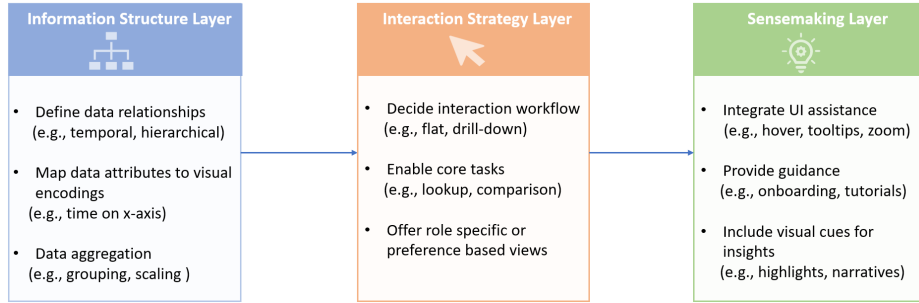 Information Structure Layer
• Define data relationships
(e.g., temporal, hierarchical)
• Map data attributes to visual
encodings
(e.g., time on x-axis)
• Data aggregation
(e.g., grouping, scaling )
Interaction Strategy Layer
• Decide interaction workflow
(e.g., flat, drill-down)
• Enable core tasks
(e.g., lookup, comparison)
• Offer role specific or
preference based views
Sensemaking Layer
• Integrate UI assistance
(e.g., hover, tooltips, zoom)
• Provide guidance
(e.g., onboarding, tutorials)
• Include visual cues for
insights
(e.g., highlights, narratives)